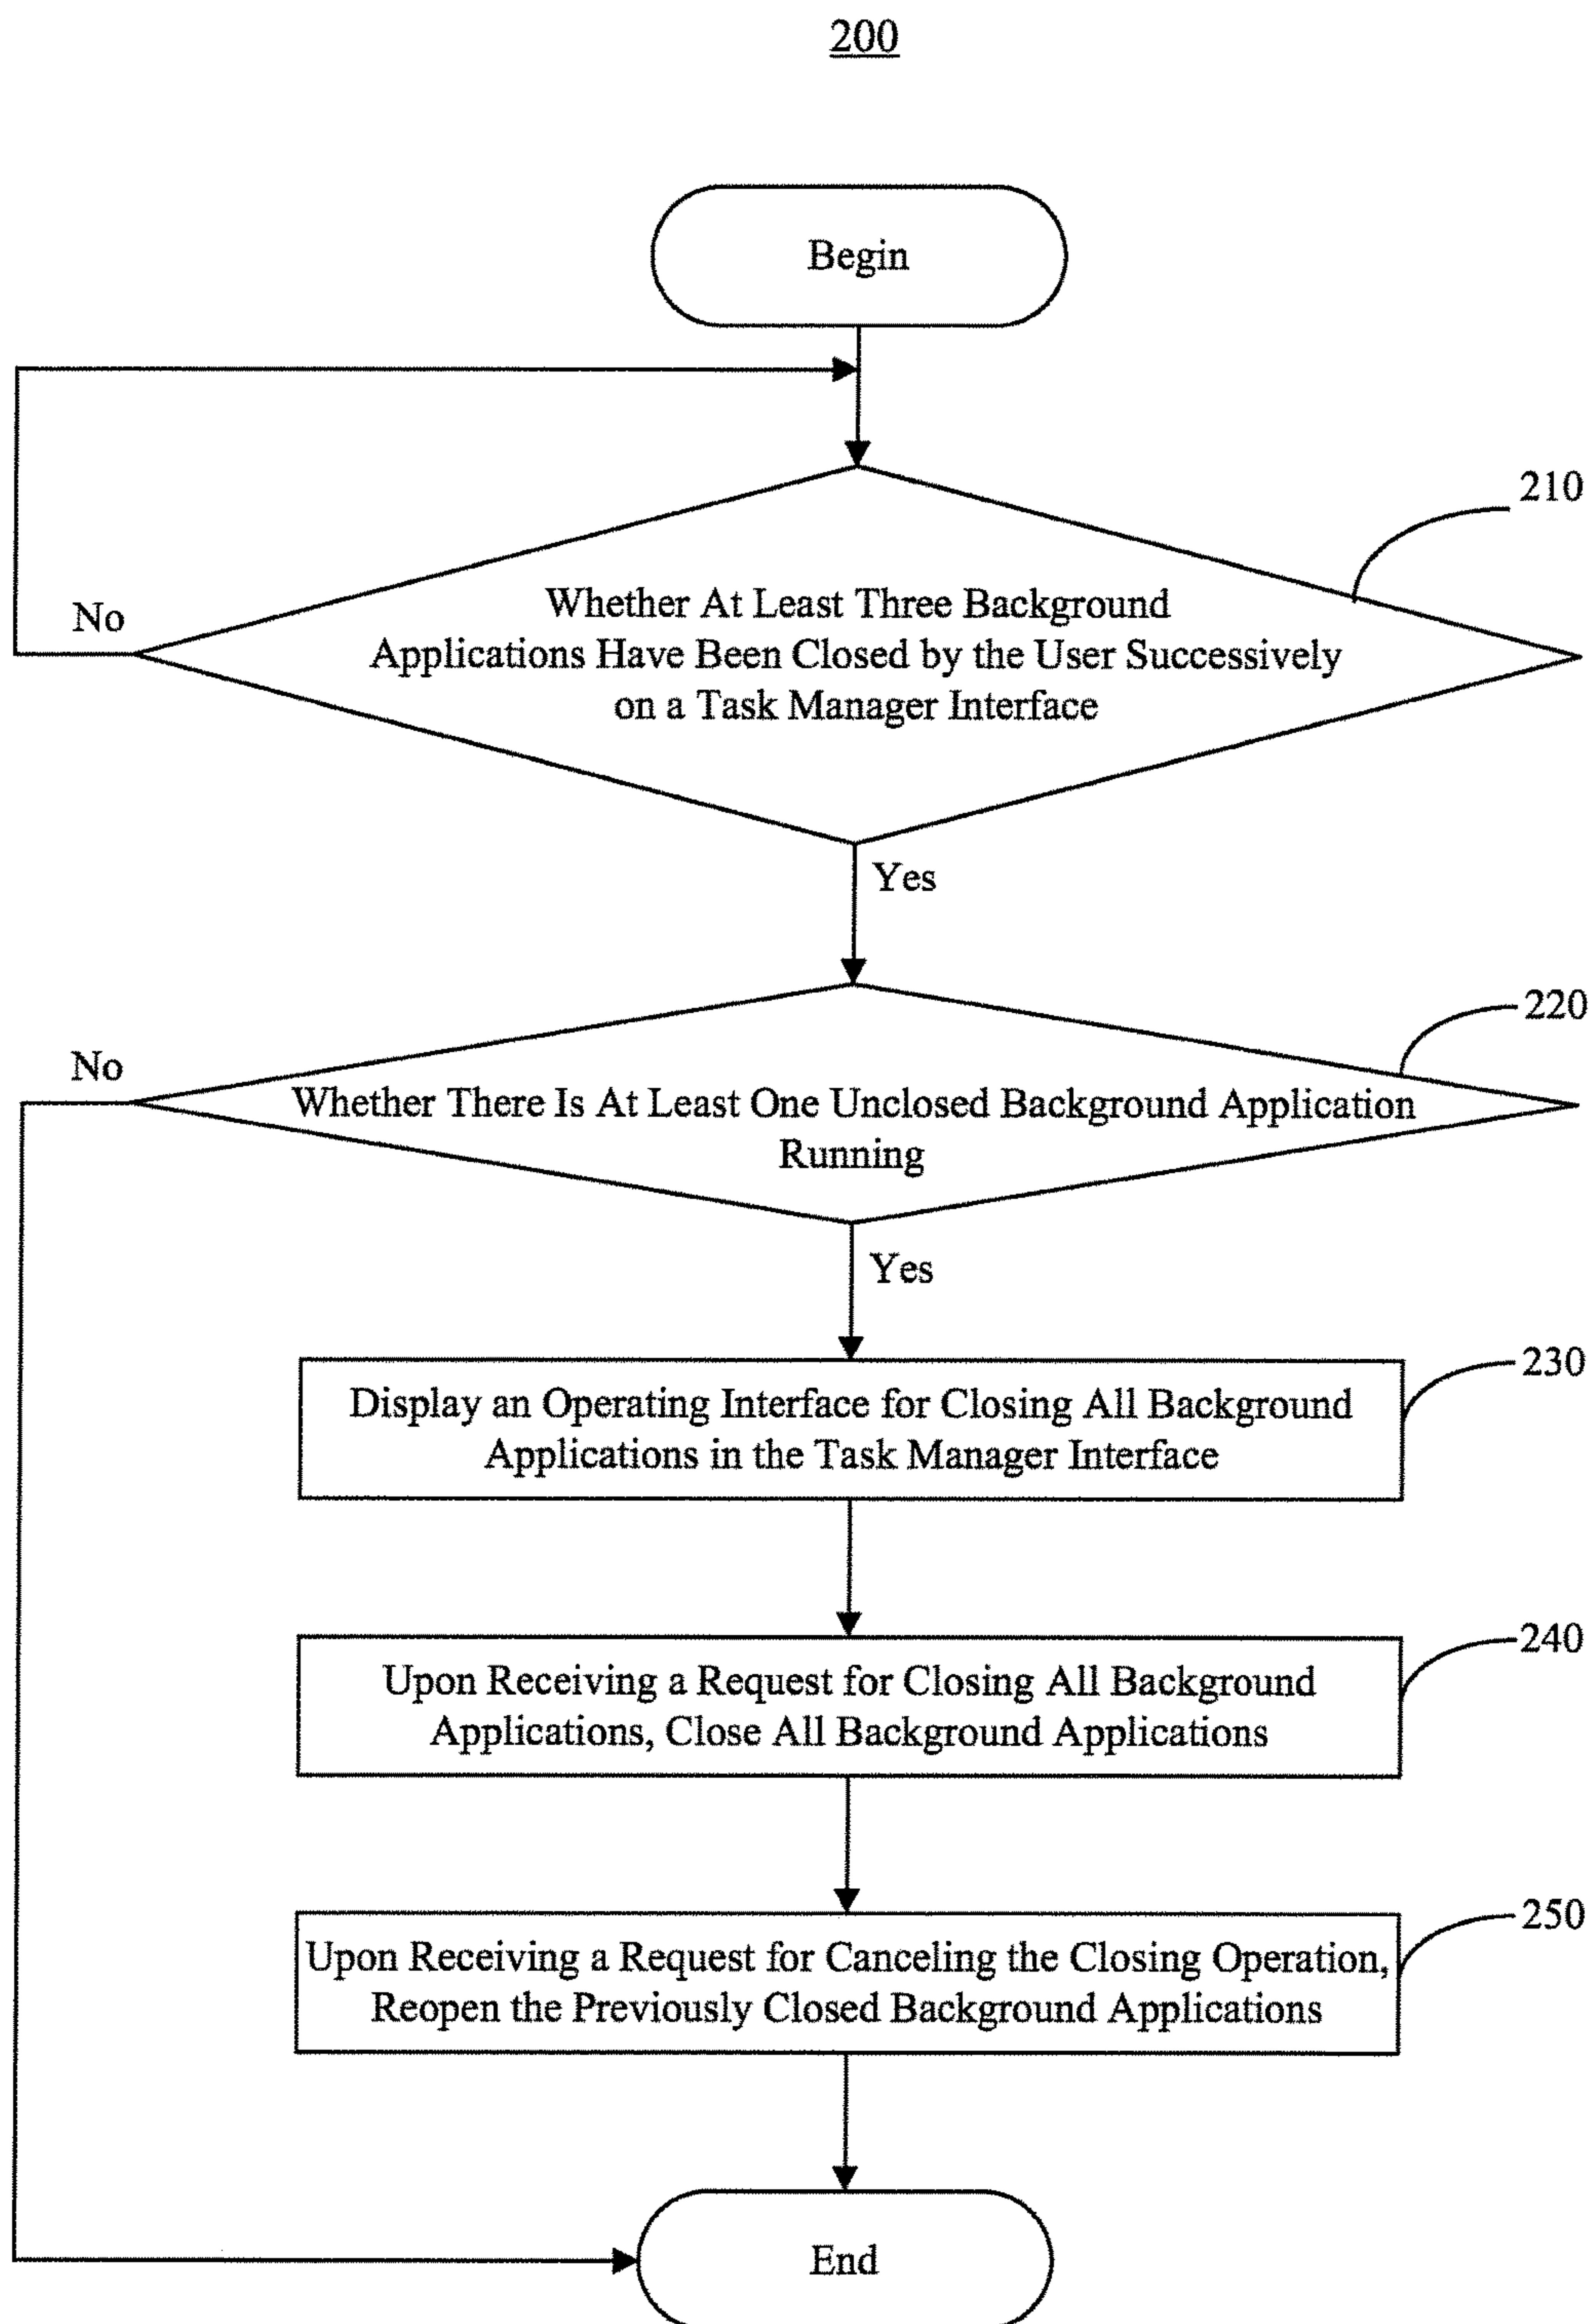 200
Begin
210
Whether At Least Three Background
Applications Have Been Closed by the User Successively
on a Task Manager Interface
No
Yes
220
No
Whether There Is At Least One Unclosed Background Application
Running
Yes
230
Display an Operating Interface for Closing All Background
Applications in the Task Manager Interface
240
Upon Receiving a Request for Closing All Background
Applications, Close All Background Applications
250
Upon Receiving a Request for Canceling the Closing Operation,
Reopen the Previously Closed Background Applications
End